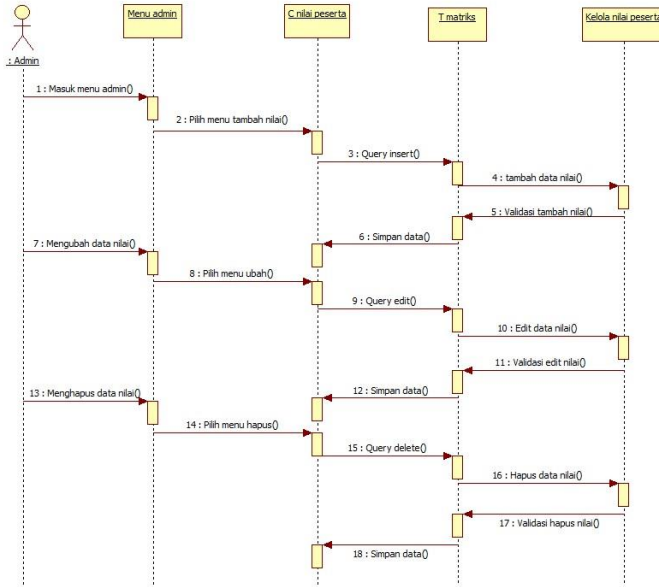 Menu admin
C nilai peserta
T matriks
Kelola nilai peserta
: Admin
1 : Masuk menu admin()
2 : Pilih menu tambah nilai()
3 : Query insert()
4 : tambah data nilai()
5 : Validasi tambah nilai()
6 : Simpan data()
7 : Mengubah data nilai()
8 : Pilih menu ubah()
9 : Query edit()
10 : Edit data nilai()
11 : Validasi edit nilai()
12 : Simpan data()
13 : Menghapus data nilai()
14 : Pilih menu hapus()
15 : Query delete()
16 : Hapus data nilai()
17 : Validasi hapus nilai()
18 : Simpan data()